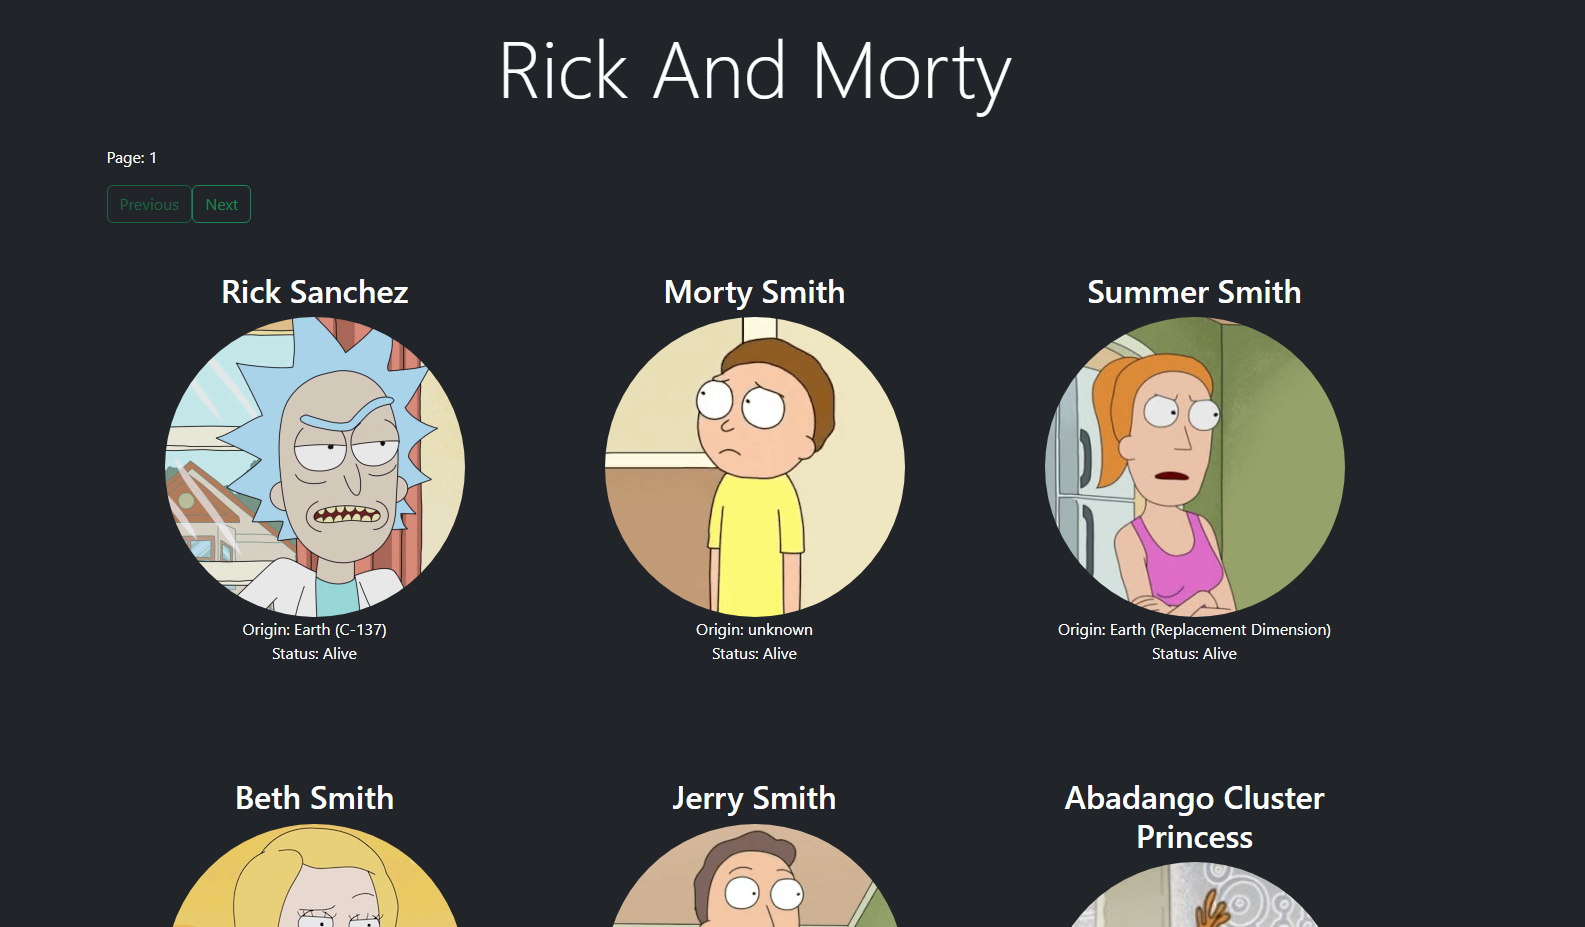 Rick And Morty
Page: 1
Previous Next
Rick Sanchez
Origin: Earth (C-137)
Status: Alive
Morty Smith
Origin: unknown
Status: Alive
Summer Smith
Origin: Earth (Replacement Dimension)
Status: Alive
Beth Smith
Jerry Smith
Abadango Cluster
Princess